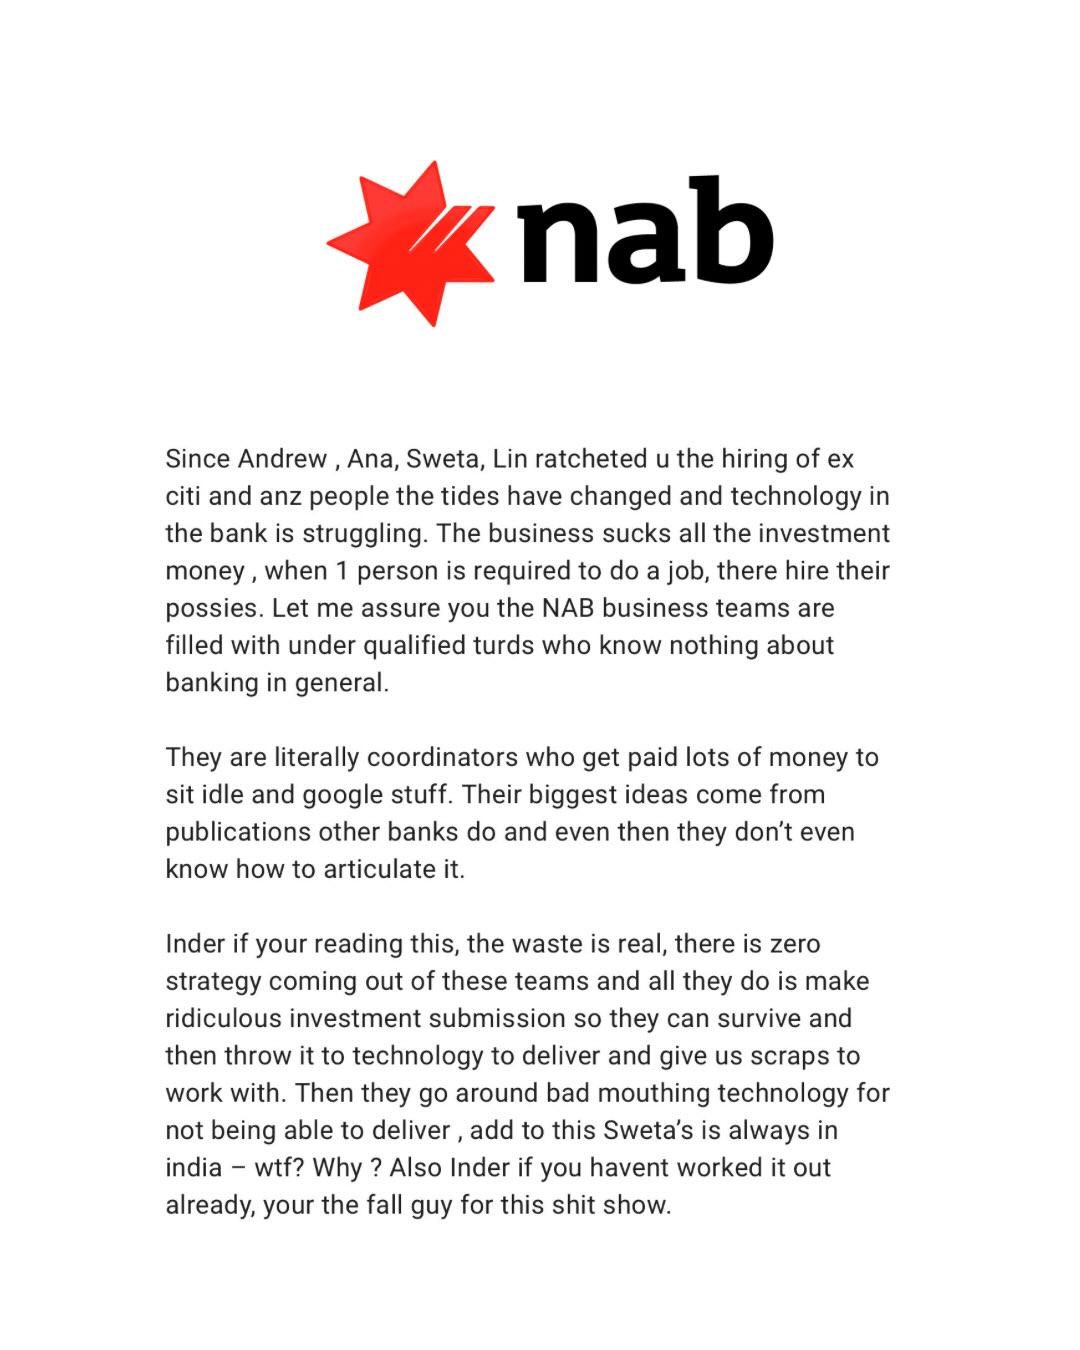 nab
Since Andrew , Ana, Sweta, Lin ratcheted u the hiring of ex
citi and anz people the tides have changed and technology in
the bank is struggling. The business sucks all the investment
money , when 1 person is required to do a job, there hire their
possies. Let me assure you the NAB business teams are
filled with under qualified turds who know nothing about
banking in general.
They are literally coordinators who get paid lots of money to
sit idle and google stuff. Their biggest ideas come from
publications other banks do and even then they don’t even
know how to articulate it.
Inder if your reading this, the waste is real, there is zero
strategy coming out of these teams and all they do is make
ridiculous investment submission so they can survive and
then throw it to technology to deliver and give us scraps to
work with. Then they go around bad mouthing technology for
not being able to deliver , add to this Sweta’s is always in
india – wtf? Why ? Also Inder if you havent worked it out
already, your the fall guy for this shit show.